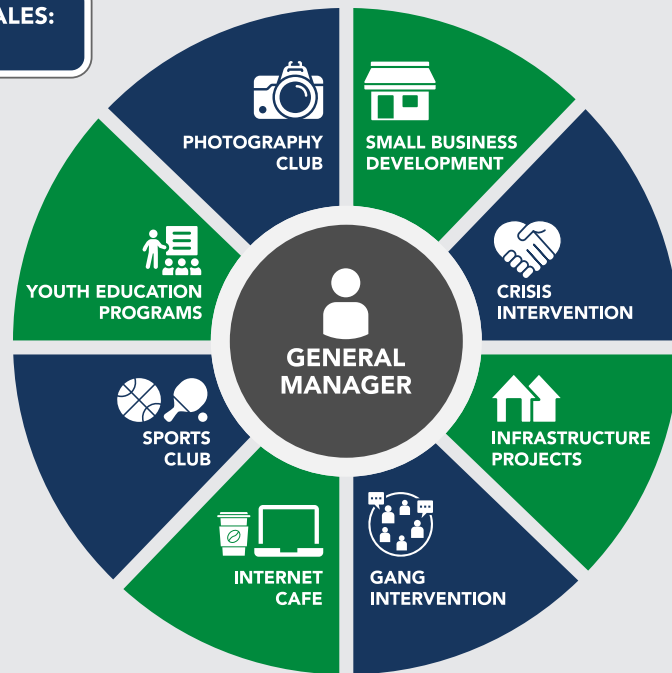 ALES:
PHOTOGRAPHY
CLUB
SMALL BUSINESS
DEVELOPMENT
YOUTH EDUCATION
PROGRAMS
CRISIS
INTERVENTION
GENERAL
MANAGER
SPORTS
CLUB
INFRASTRUCTURE
PROJECTS
INTERNET
CAFE
GANG
INTERVENTION